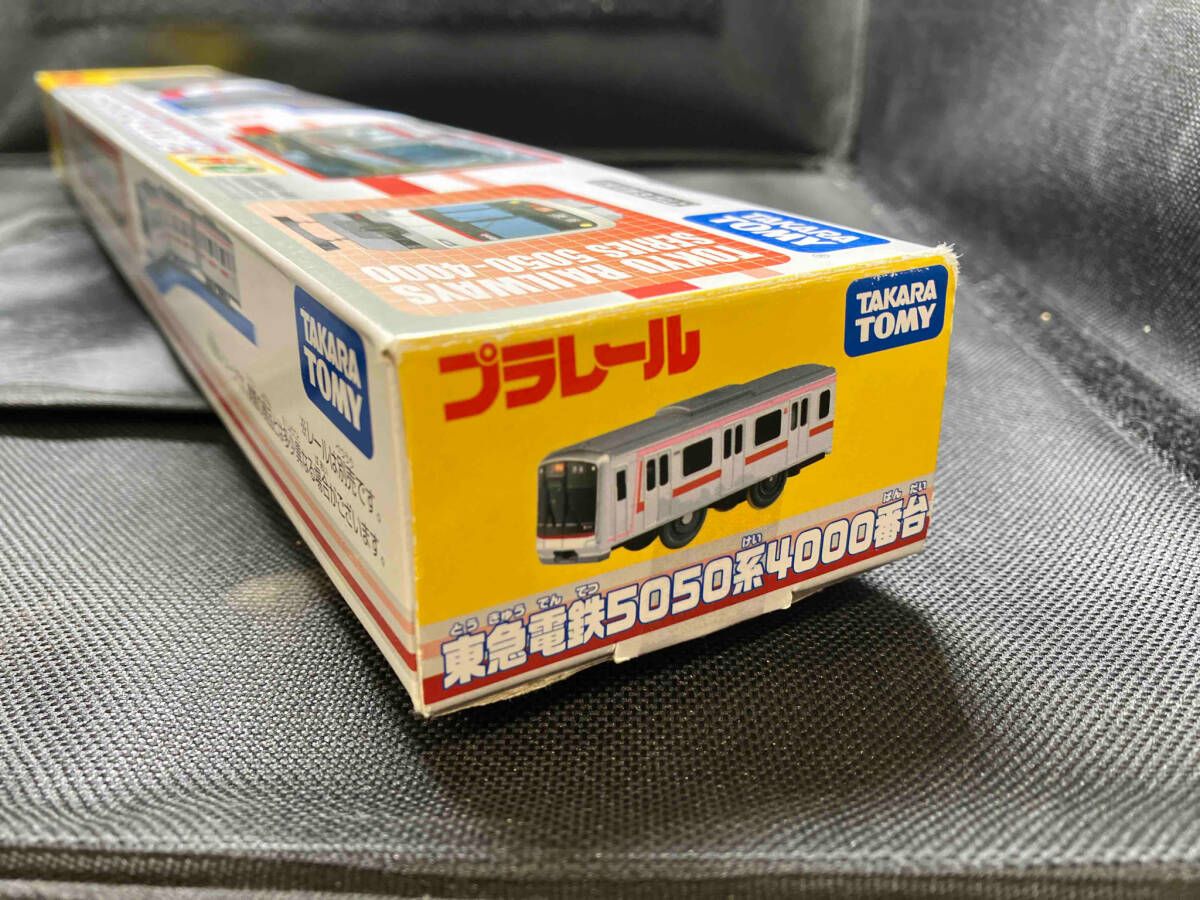 プラレール
TAKARA
TOMY
とうきゅうでんてつ けい ばんだい
東急電鉄5050系4000番台
TAKARA
TOMY
TOKYU RAILWAYS
SERIES 5050-4000
TAKARA
TOMY
※レールは別売です。